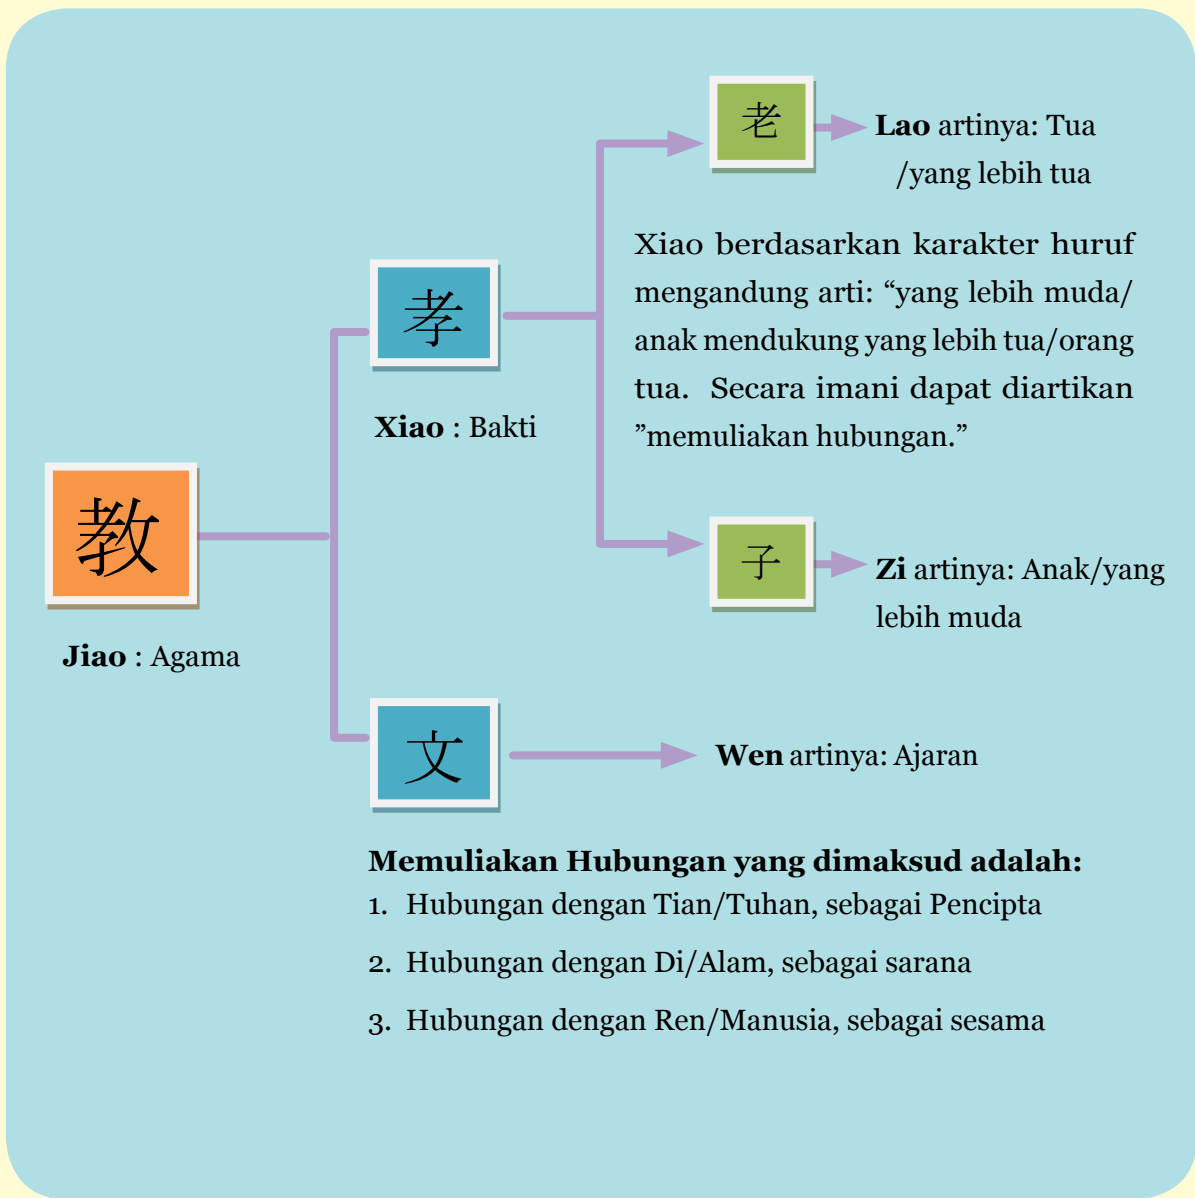 老
Lao artinya: Tua
/yang lebih tua
Xiao berdasarkan karakter huruf
mengandung arti: “yang lebih muda/
anak mendukung yang lebih tua/orang
tua. Secara imani dapat diartikan
”memuliakan hubungan.”
孝
Xiao : Bakti
教
Jiao : Agama
子
Zi artinya: Anak/yang
lebih muda
文
Wen artinya: Ajaran
Memuliakan Hubungan yang dimaksud adalah:
1. Hubungan dengan Tian/Tuhan, sebagai Pencipta
2. Hubungan dengan Di/Alam, sebagai sarana
3. Hubungan dengan Ren/Manusia, sebagai sesama